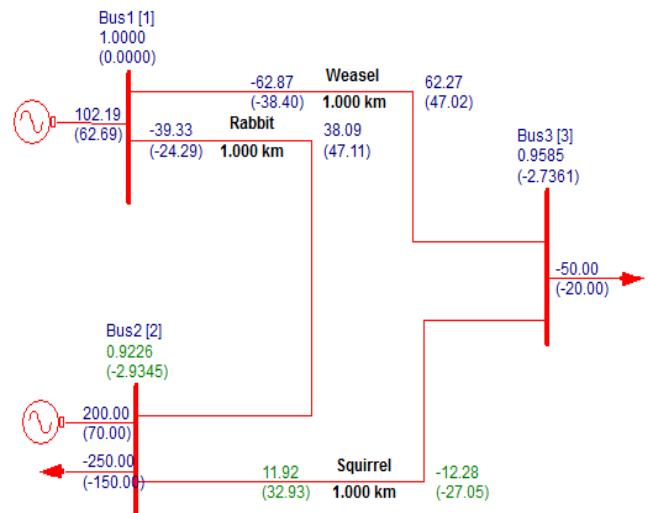 Bus1 [1]
1.0000
(0.0000)
102.19
(62.69)
-62.87
(-38.40)
Weasel
1.000 km
62.27
(47.02)
-39.33
(-24.29)
Rabbit
1.000 km
38.09
(47.11)
Bus3 [3]
0.9585
(-2.7361)
-50.00
(-20.00)
Bus2 [2]
0.9226
(-2.9345)
200.00
(70.00)
-250.00
(-150.00)
11.92
(32.93)
Squirrel
1.000 km
-12.28
(-27.05)